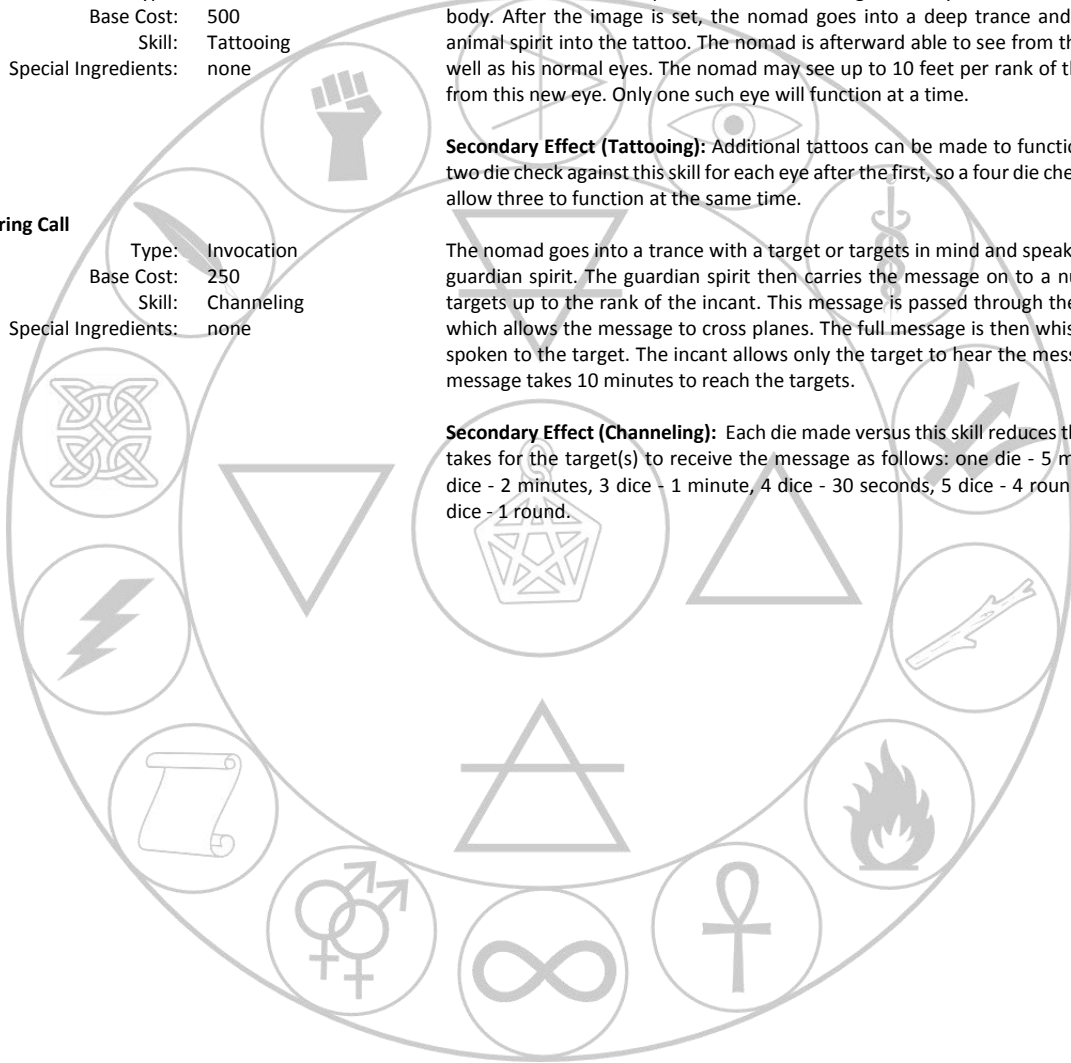 Base Cost: 500
Skill: Tattooing
Special Ingredients: none
body. After the image is set, the nomad goes into a deep trance and
animal spirit into the tattoo. The nomad is afterward able to see from th
well as his normal eyes. The nomad may see up to 10 feet per rank of th
from this new eye. Only one such eye will function at a time.
Secondary Effect (Tattooing): Additional tattoos can be made to functio
two die check against this skill for each eye after the first, so a four die che
allow three to function at the same time.
ring Call
Type: Invocation
Base Cost: 250
Skill: Channeling
Special Ingredients: none
The nomad goes into a trance with a target or targets in mind and speak
guardian spirit. The guardian spirit then carries the message on to a nu
targets up to the rank of the incant. This message is passed through the
which allows the message to cross planes. The full message is then whis
spoken to the target. The incant allows only the target to hear the mess
message takes 10 minutes to reach the targets.
Secondary Effect (Channeling): Each die made versus this skill reduces th
takes for the target(s) to receive the message as follows: one die - 5 m
dice - 2 minutes, 3 dice - 1 minute, 4 dice - 30 seconds, 5 dice - 4 roun
dice - 1 round.